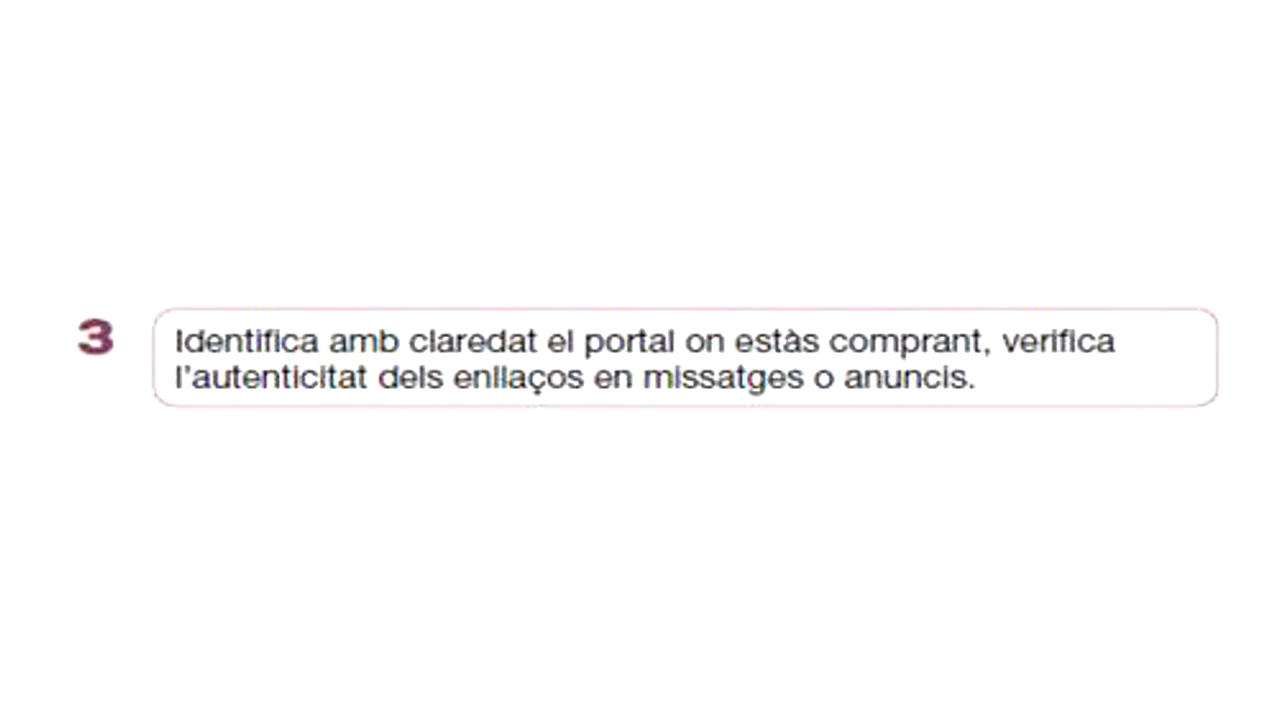 3
Identifica amb claredat el portal on estàs comprant, verifica
l'autenticitat dels enllaços en missatges o anuncis.